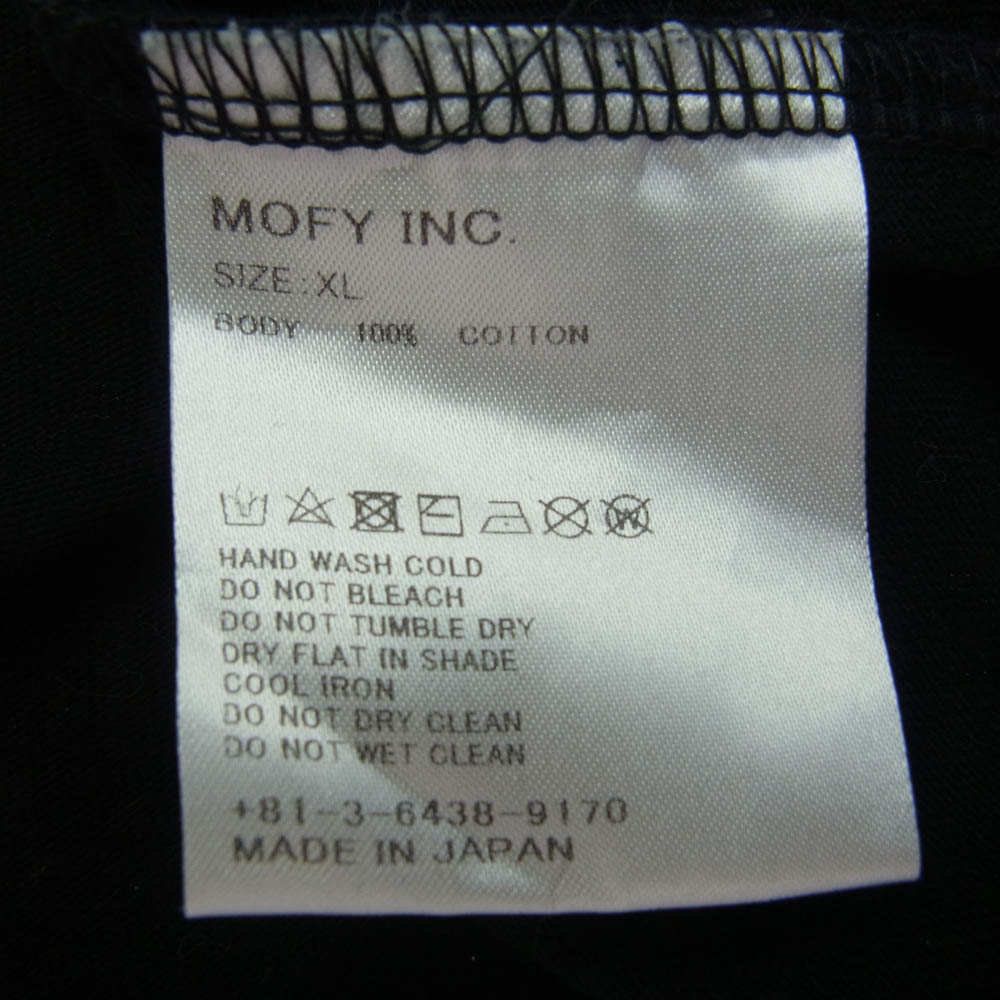 MOFY INC.
SIZE:XL
BODY 100% COTTON
HAND WASH COLD
DO NOT BLEACH
DO NOT TUMBLE DRY
DRY FLAT IN SHADE
COOL IRON
DO NOT DRY CLEAN
DO NOT WET CLEAN
+81-3-6438-9170
MADE IN JAPAN